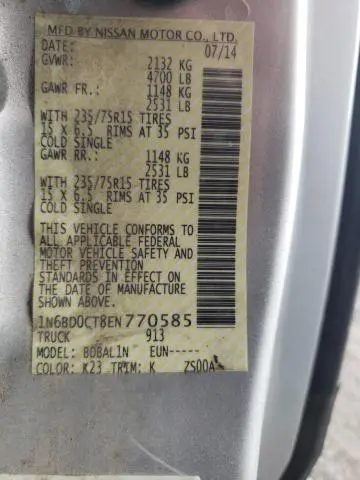 MFD BY NISSAN MOTOR CO., LTD.
DATE: 07/14
GVWR: 2132 KG
4700 LB
GAWR FR.: 1148 KG
2531 LB
WITH 235/75R15 TIRES
15 X 6.5 RIMS AT 35 PSI
COLD SINGLE
GAWR RR.: 1148 KG
2531 LB
WITH 235/75R15 TIRES
15 X 6.5 RIMS AT 35 PSI
COLD SINGLE
THIS VEHICLE CONFORMS TO
ALL APPLICABLE FEDERAL
MOTOR VEHICLE SAFETY
AND THEFT PREVENTION
STANDARDS IN EFFECT ON
THE DATE OF MANUFACTURE
SHOWN ABOVE.
1N6BD0CT8EN770585
TRUCK 913
MODEL: BDBAL1N EUN-----
COLOR: K23 TRIM: K ZS00A